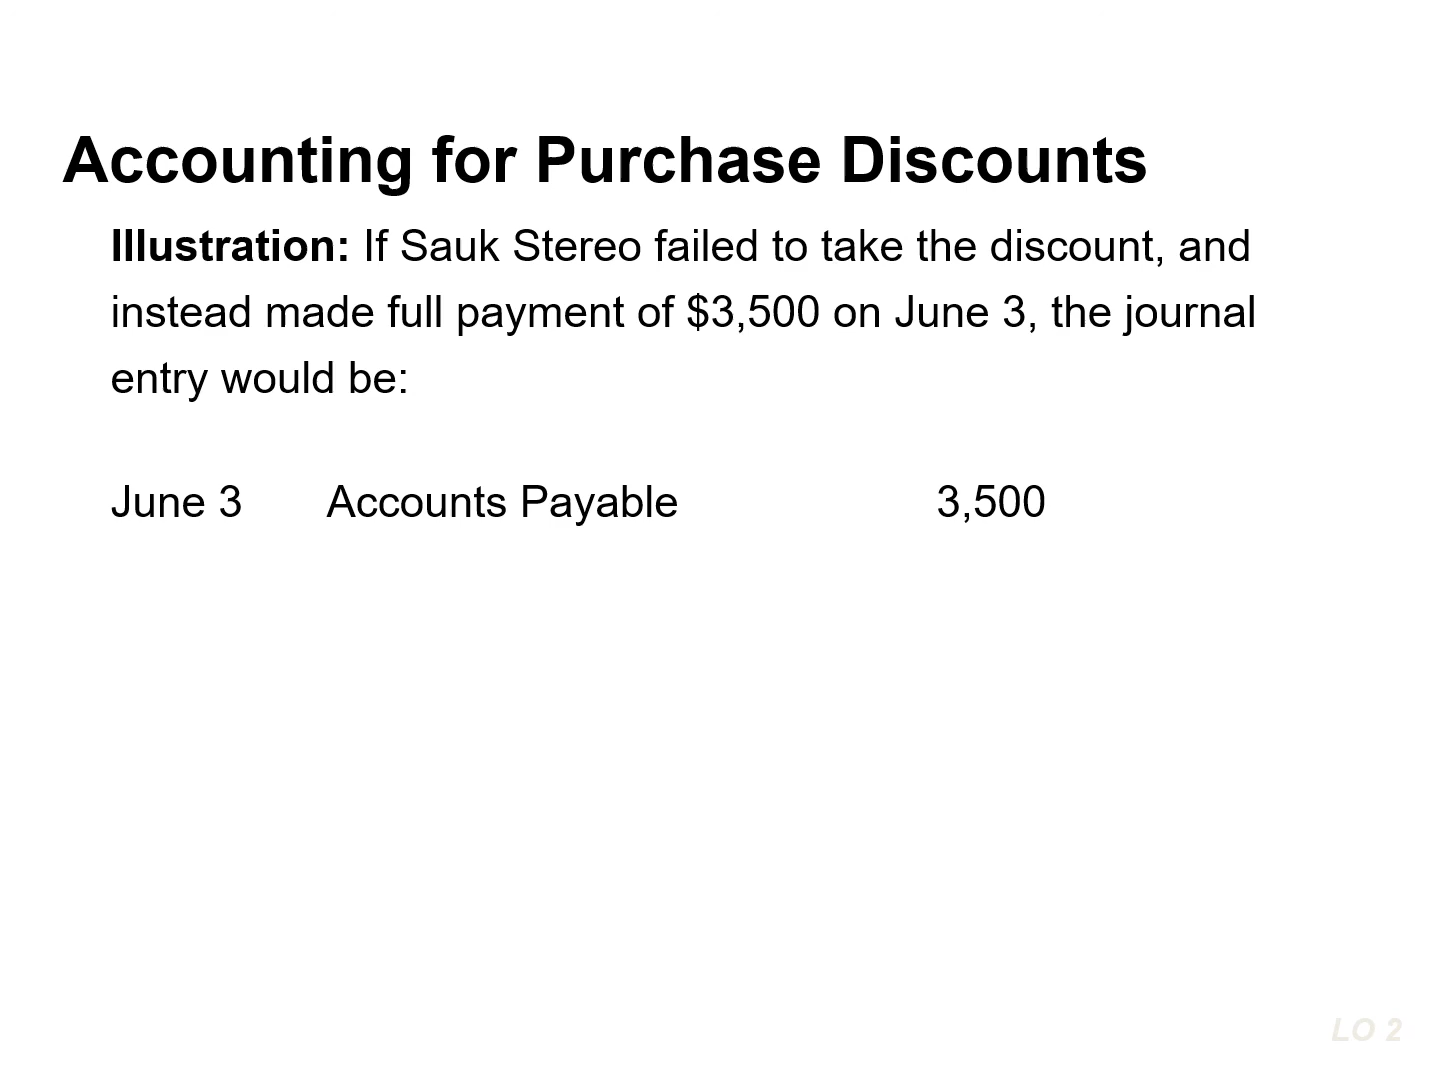 Accounting for Purchase Discounts
Illustration: If Sauk Stereo failed to take the discount, and
instead made full payment of $3,500 on June 3, the journal
entry would be:
June 3 Accounts Payable 3,500
LO 2